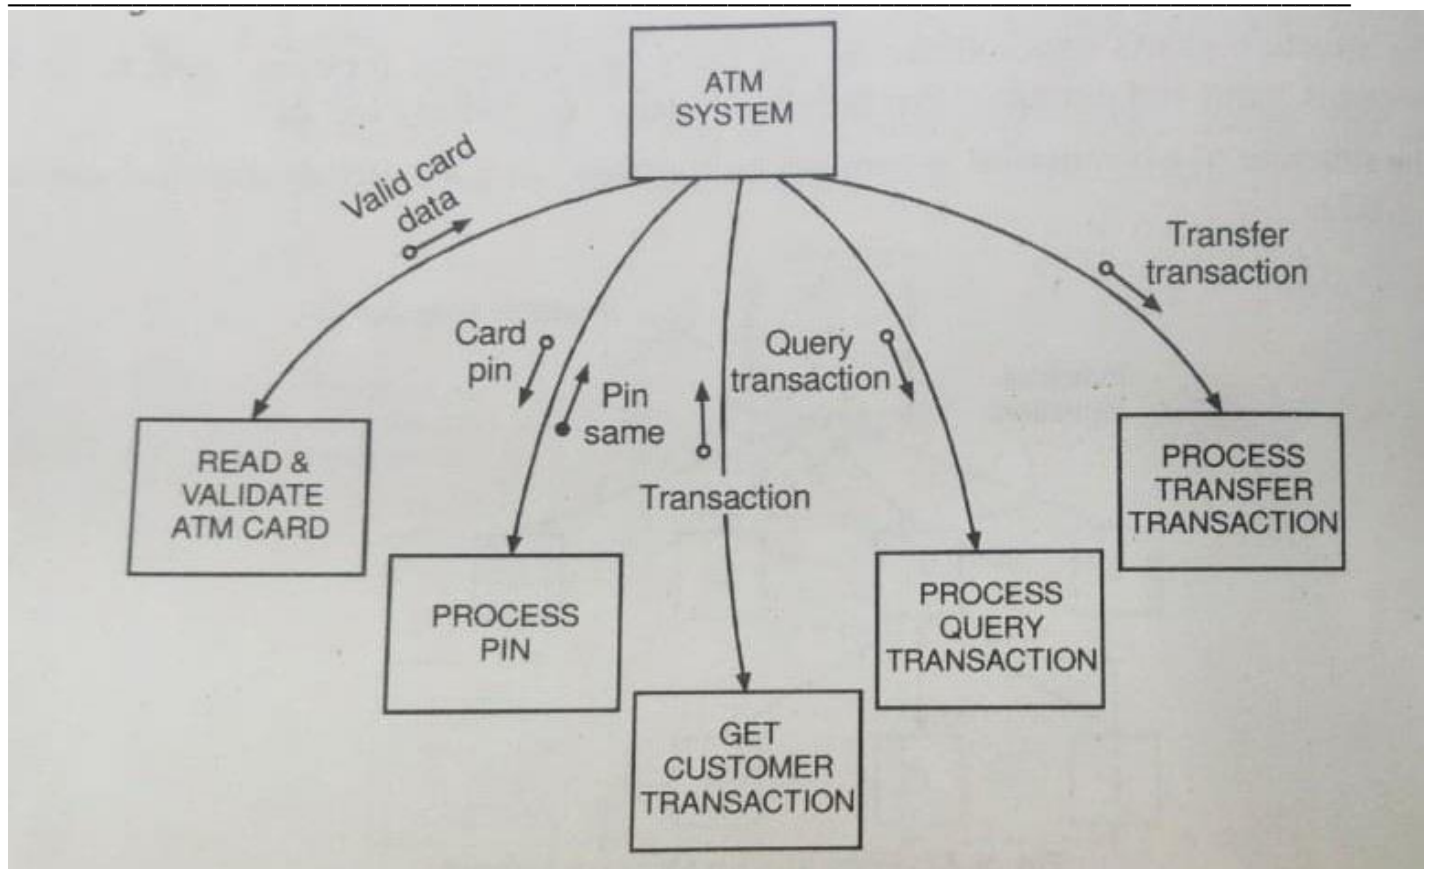 ATM
SYSTEM
Valid card
data
Transfer
transaction
Card
pin
Pin
same
Query
transaction
Transaction
READ &
VALIDATE
ATM CARD
PROCESS
PIN
GET
CUSTOMER
TRANSACTION
PROCESS
QUERY
TRANSACTION
PROCESS
TRANSFER
TRANSACTION